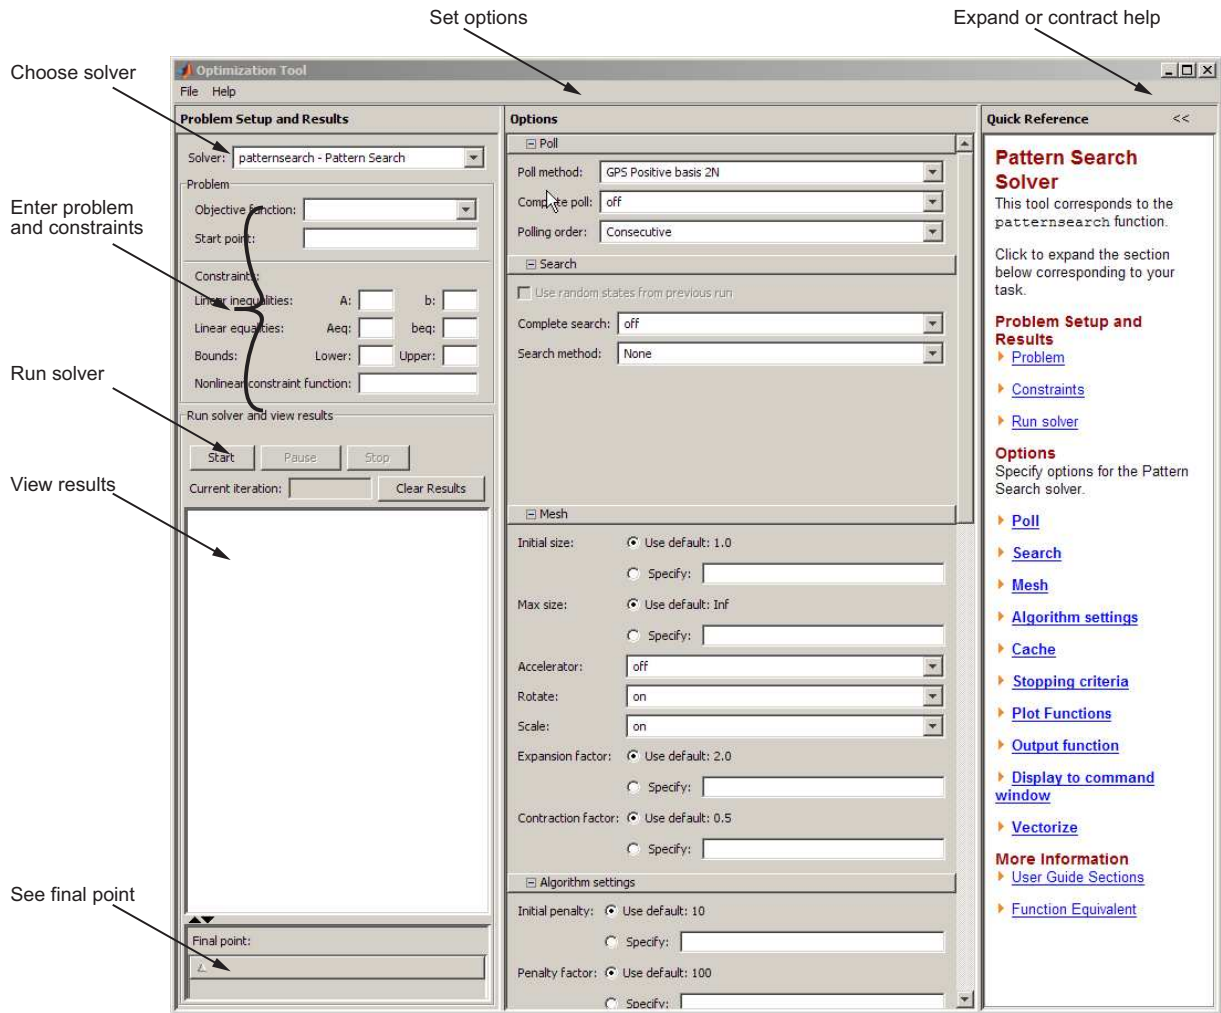 Set options
Expand or contract help
Choose solver
Enter problem
and constraints
Run solver
View results
See final point
Optimization Tool
File Help
Problem Setup and Results
Solver: patternsearch - Pattern Search
Problem
Objective function:
Start point:
Constraints:
Linear inequalities: A: b:
Linear equalities: Aeq: beq:
Bounds: Lower: Upper:
Nonlinear constraint function:
Run solver and view results
Start Pause Stop
Current iteration: Clear Results
Final point:
Options
Poll
Poll method: GPS Positive basis 2N
Complete poll: off
Polling order: Consecutive
Search
Use random states from previous run
Complete search: off
Search method: None
Mesh
Initial size: Use default: 1.0
Specify:
Max size: Use default: Inf
Specify:
Accelerator: off
Rotate: on
Scale: on
Expansion factor: Use default: 2.0
Specify:
Contraction factor: Use default: 0.5
Specify:
Algorithm settings
Initial penalty: Use default: 10
Specify:
Penalty factor: Use default: 100
Specify:
Quick Reference <<
Pattern Search
Solver
This tool corresponds to the
patternsearch function.
Click to expand the section
below corresponding to your
task.
Problem Setup and
Results
Problem
Constraints
Run solver
Options
Specify options for the Pattern
Search solver.
Poll
Search
Mesh
Algorithm settings
Cache
Stopping criteria
Plot Functions
Output function
Display to command
window
Vectorize
More Information
User Guide Sections
Function Equivalent